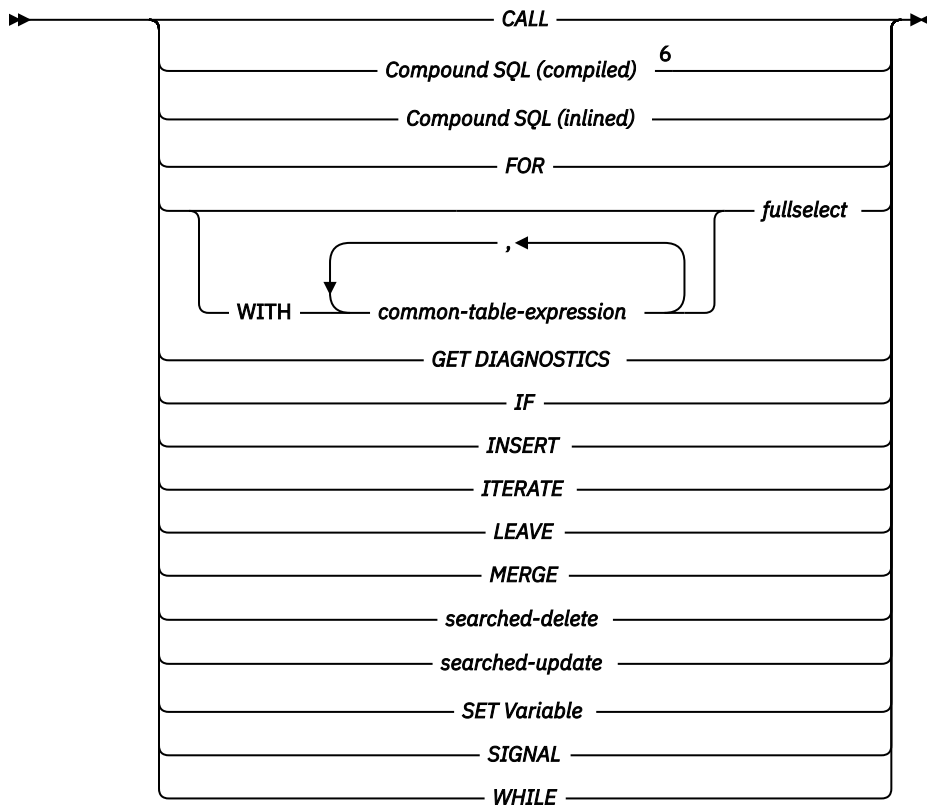 CALL
Compound SQL (compiled) 6
Compound SQL (inlined)
FOR
fullselect
,
WITH common-table-expression
GET DIAGNOSTICS
IF
INSERT
ITERATE
LEAVE
MERGE
searched-delete
searched-update
SET Variable
SIGNAL
WHILE